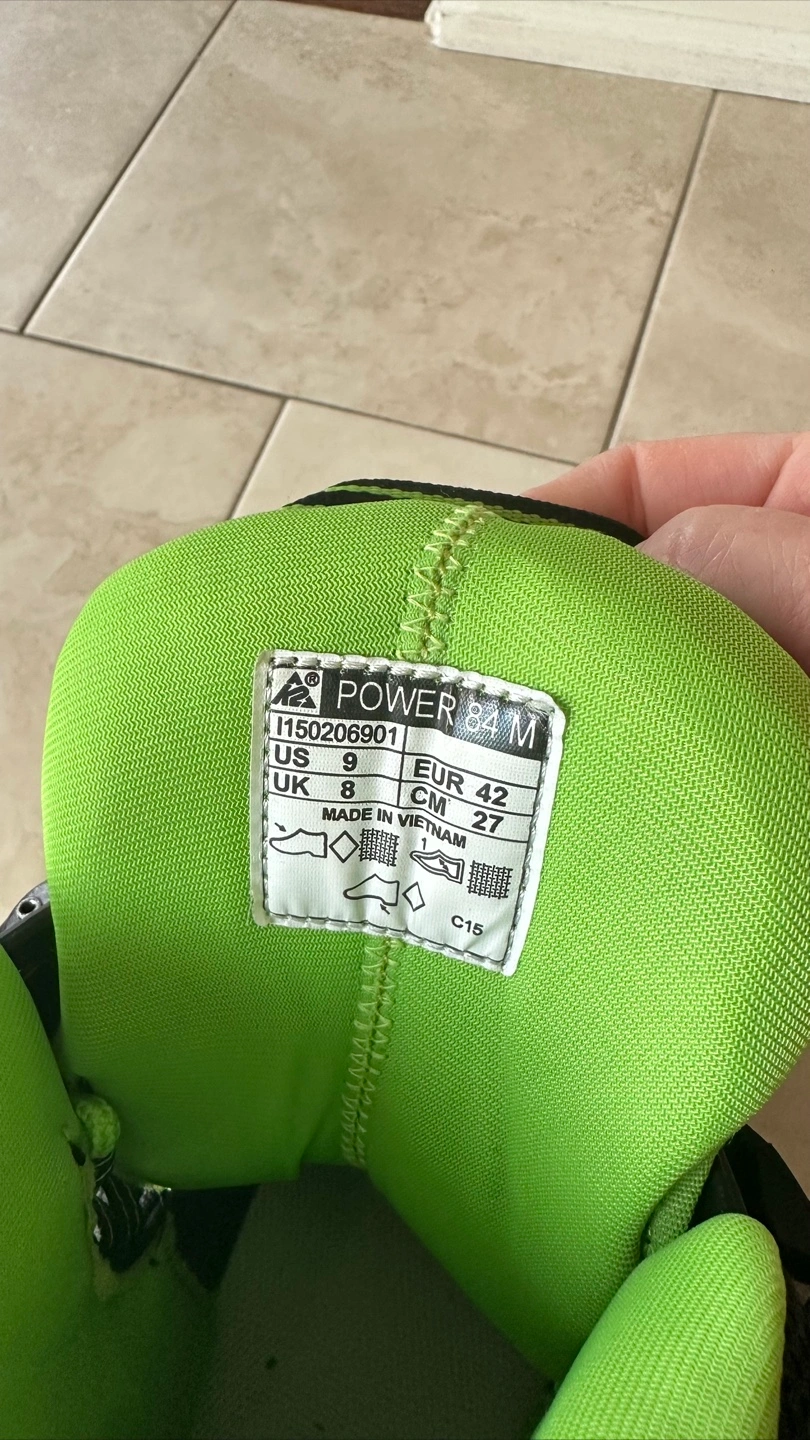 K2® POWER 84 M
I150206901
US 9 EUR 42
UK 8 CM 27
MADE IN VIETNAM
1
C15